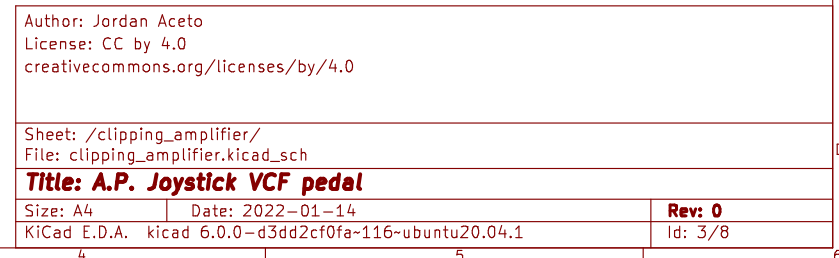 Author: Jordan Aceto
License: CC by 4.0
creativecommons.org/licenses/by/4.0
Sheet: /clipping_amplifier/
File: clipping_amplifier.kicad_sch
Title: A.P. Joystick VCF pedal
Size: A4 Date: 2022-01-14 Rev: 0
KiCad E.D.A. kicad 6.0.0-d3dd2cf0fa~116~ubuntu20.04.1 Id: 3/8
4 5